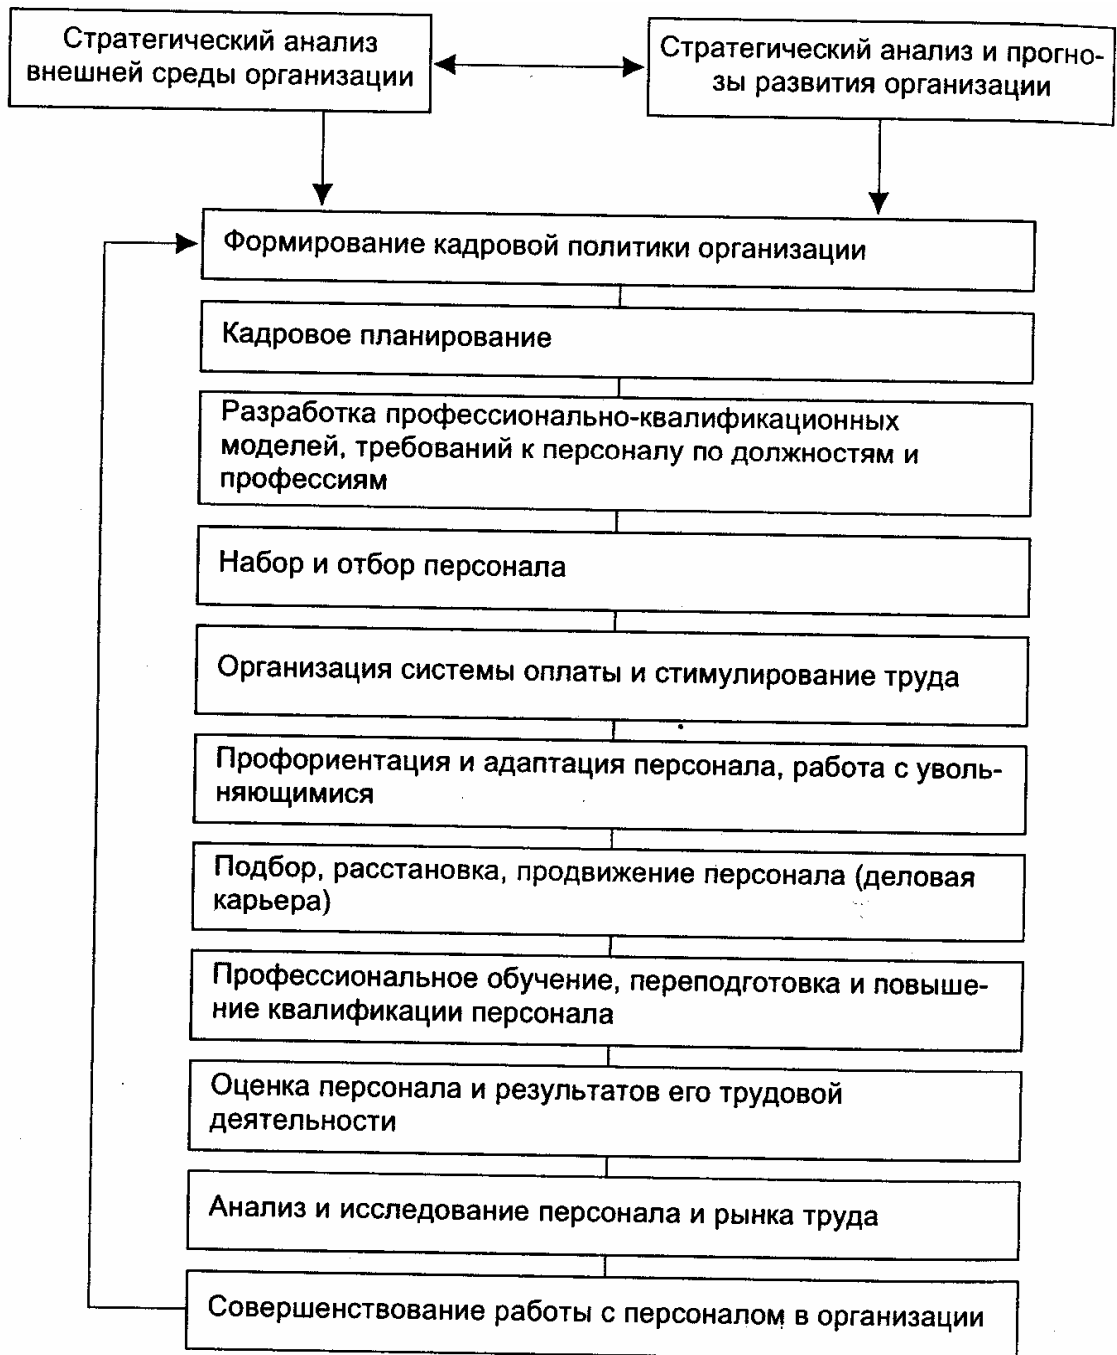 Стратегический анализ
внешней среды организации
Стратегический анализ и прогно-
зы развития организации
Формирование кадровой политики организации
Кадровое планирование
Разработка профессионально-квалификационных
моделей, требований к персоналу по должностям и
профессиям
Набор и отбор персонала
Организация системы оплаты и стимулирование труда
Профориентация и адаптация персонала, работа с уволь-
няющимися
Подбор, расстановка, продвижение персонала (деловая
карьера)
Профессиональное обучение, переподготовка и повыше-
ние квалификации персонала
Оценка персонала и результатов его трудовой
деятельности
Анализ и исследование персонала и рынка труда
Совершенствование работы с персоналом в организации